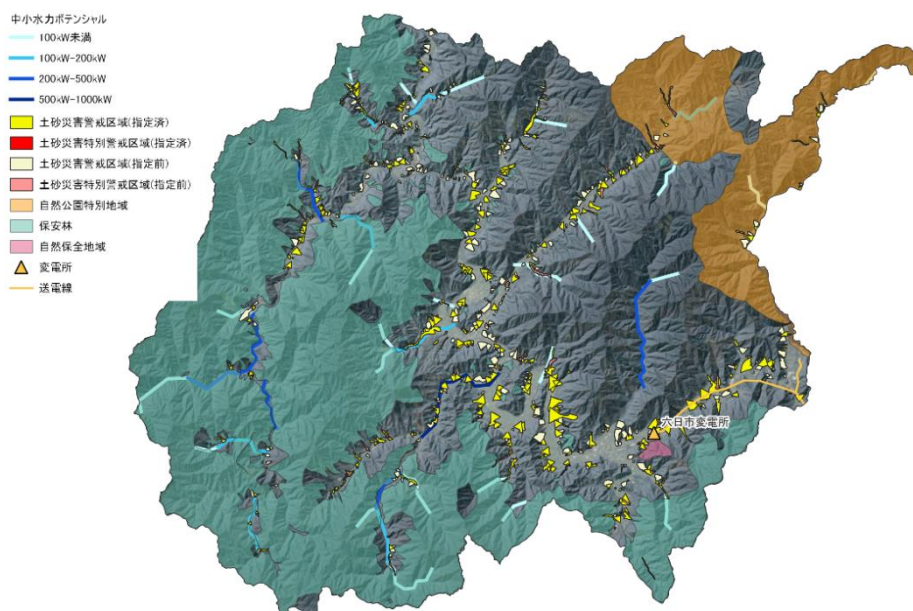 中小水力ポテンシャル
100kW未満
100kW-200kW
200kW-500kW
500kW-1000kW
土砂災害警戒区域(指定済)
土砂災害特別警戒区域(指定済)
土砂災害警戒区域(指定前)
土砂災害特別警戒区域(指定前)
自然公園特別地域
保安林
自然保全地域
変電所
送電線
六日市変電所